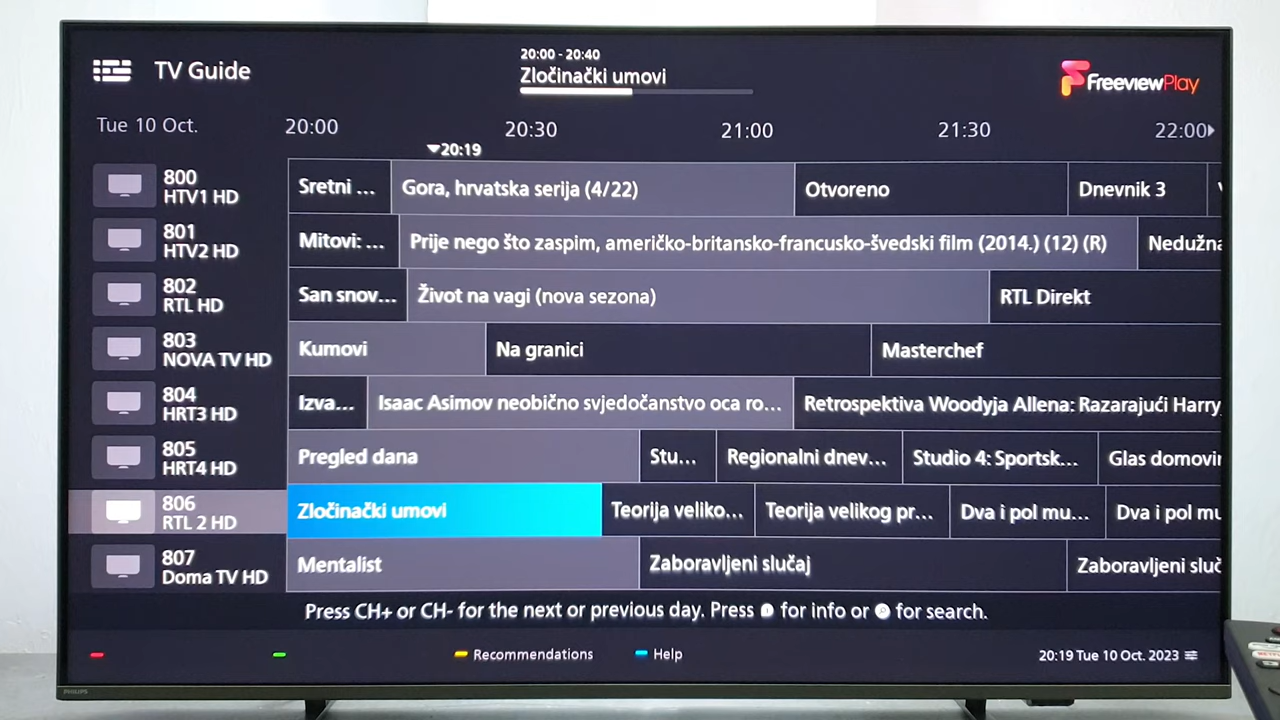 TV Guide
20:00 - 20:40
Zločinački umovi
FreeviewPlay
Tue 10 Oct.
20:00
20:30
21:00
21:30
22:00
20:19
800
HTV1 HD
Sretni ...
Gora, hrvatska serija (4/22)
Otvoreno
Dnevnik 3
801
HTV2 HD
Mitovi: ...
Prije nego što zaspim, američko-britansko-francusko-švedski film (2014.) (12) (R)
Nedužna
802
RTL HD
San snov...
Život na vagi (nova sezona)
RTL Direkt
803
NOVA TV HD
Kumovi
Na granici
Masterchef
804
HRT3 HD
Izva...
Isaac Asimov neobično svjedočanstvo oca ro...
Retrospektiva Woodyja Allena: Razarajući Harry,
805
HRT4 HD
Pregled dana
Stu...
Regionalni dnev...
Studio 4: Sportsk...
Glas domovin
806
RTL 2 HD
Zločinački umovi
Teorija veliko...
Teorija velikog pr...
Dva i pol mu...
Dva i pol mu
807
Doma TV HD
Mentalist
Zaboravljeni slučaj
Zaboravljeni sluč
Press CH+ or CH- for the next or previous day. Press for info or for search.
Recommendations
Help
20:19 Tue 10 Oct. 2023
PHILIPS